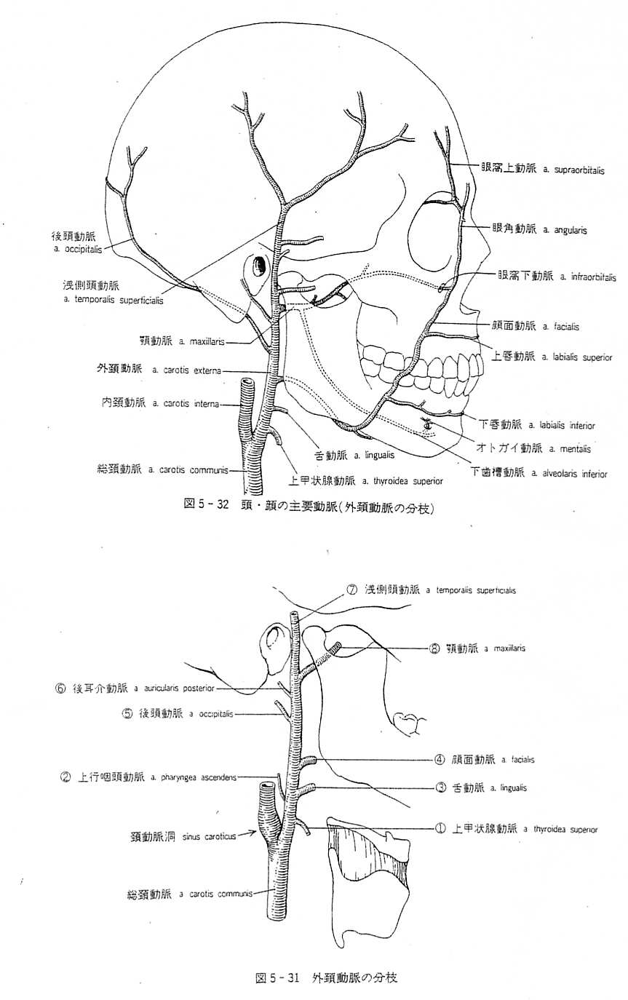 眼窩上動脈 a. supraorbitalis
後頭動脈
a. occipitalis
眼角動脈 a. angularis
浅側頭動脈
a. temporalis superficialis
眼窩下動脈 a. infraorbitalis
顔面動脈 a. facialis
顎動脈 a. maxillaris
上唇動脈 a. labialis superior
外頚動脈 a. carotis externa
内頚動脈 a. carotis interna
下唇動脈 a. labialis inferior
オトガイ動脈 a. mentalis
舌動脈 a. lingualis
総頚動脈 a. carotis communis
下歯槽動脈 a. alveolaris inferior
上甲状腺動脈 a. thyroidea superior
図5-32 頭・顔の主要動脈(外頚動脈の分枝)
⑦ 浅側頭動脈 a temporalis superficialis
⑧ 顎動脈 a maxillaris
⑥ 後耳介動脈 a auricularis posterior
⑤ 後頭動脈 a occipitalis
④ 顔面動脈 a. facialis
② 上行咽頭動脈 a. pharyngea ascendens
③ 舌動脈 a. lingualis
① 上甲状腺動脈 a thyroidea superior
頚動脈洞 sinus caroticus
総頚動脈 a carotis communis
図5-31 外頚動脈の分枝